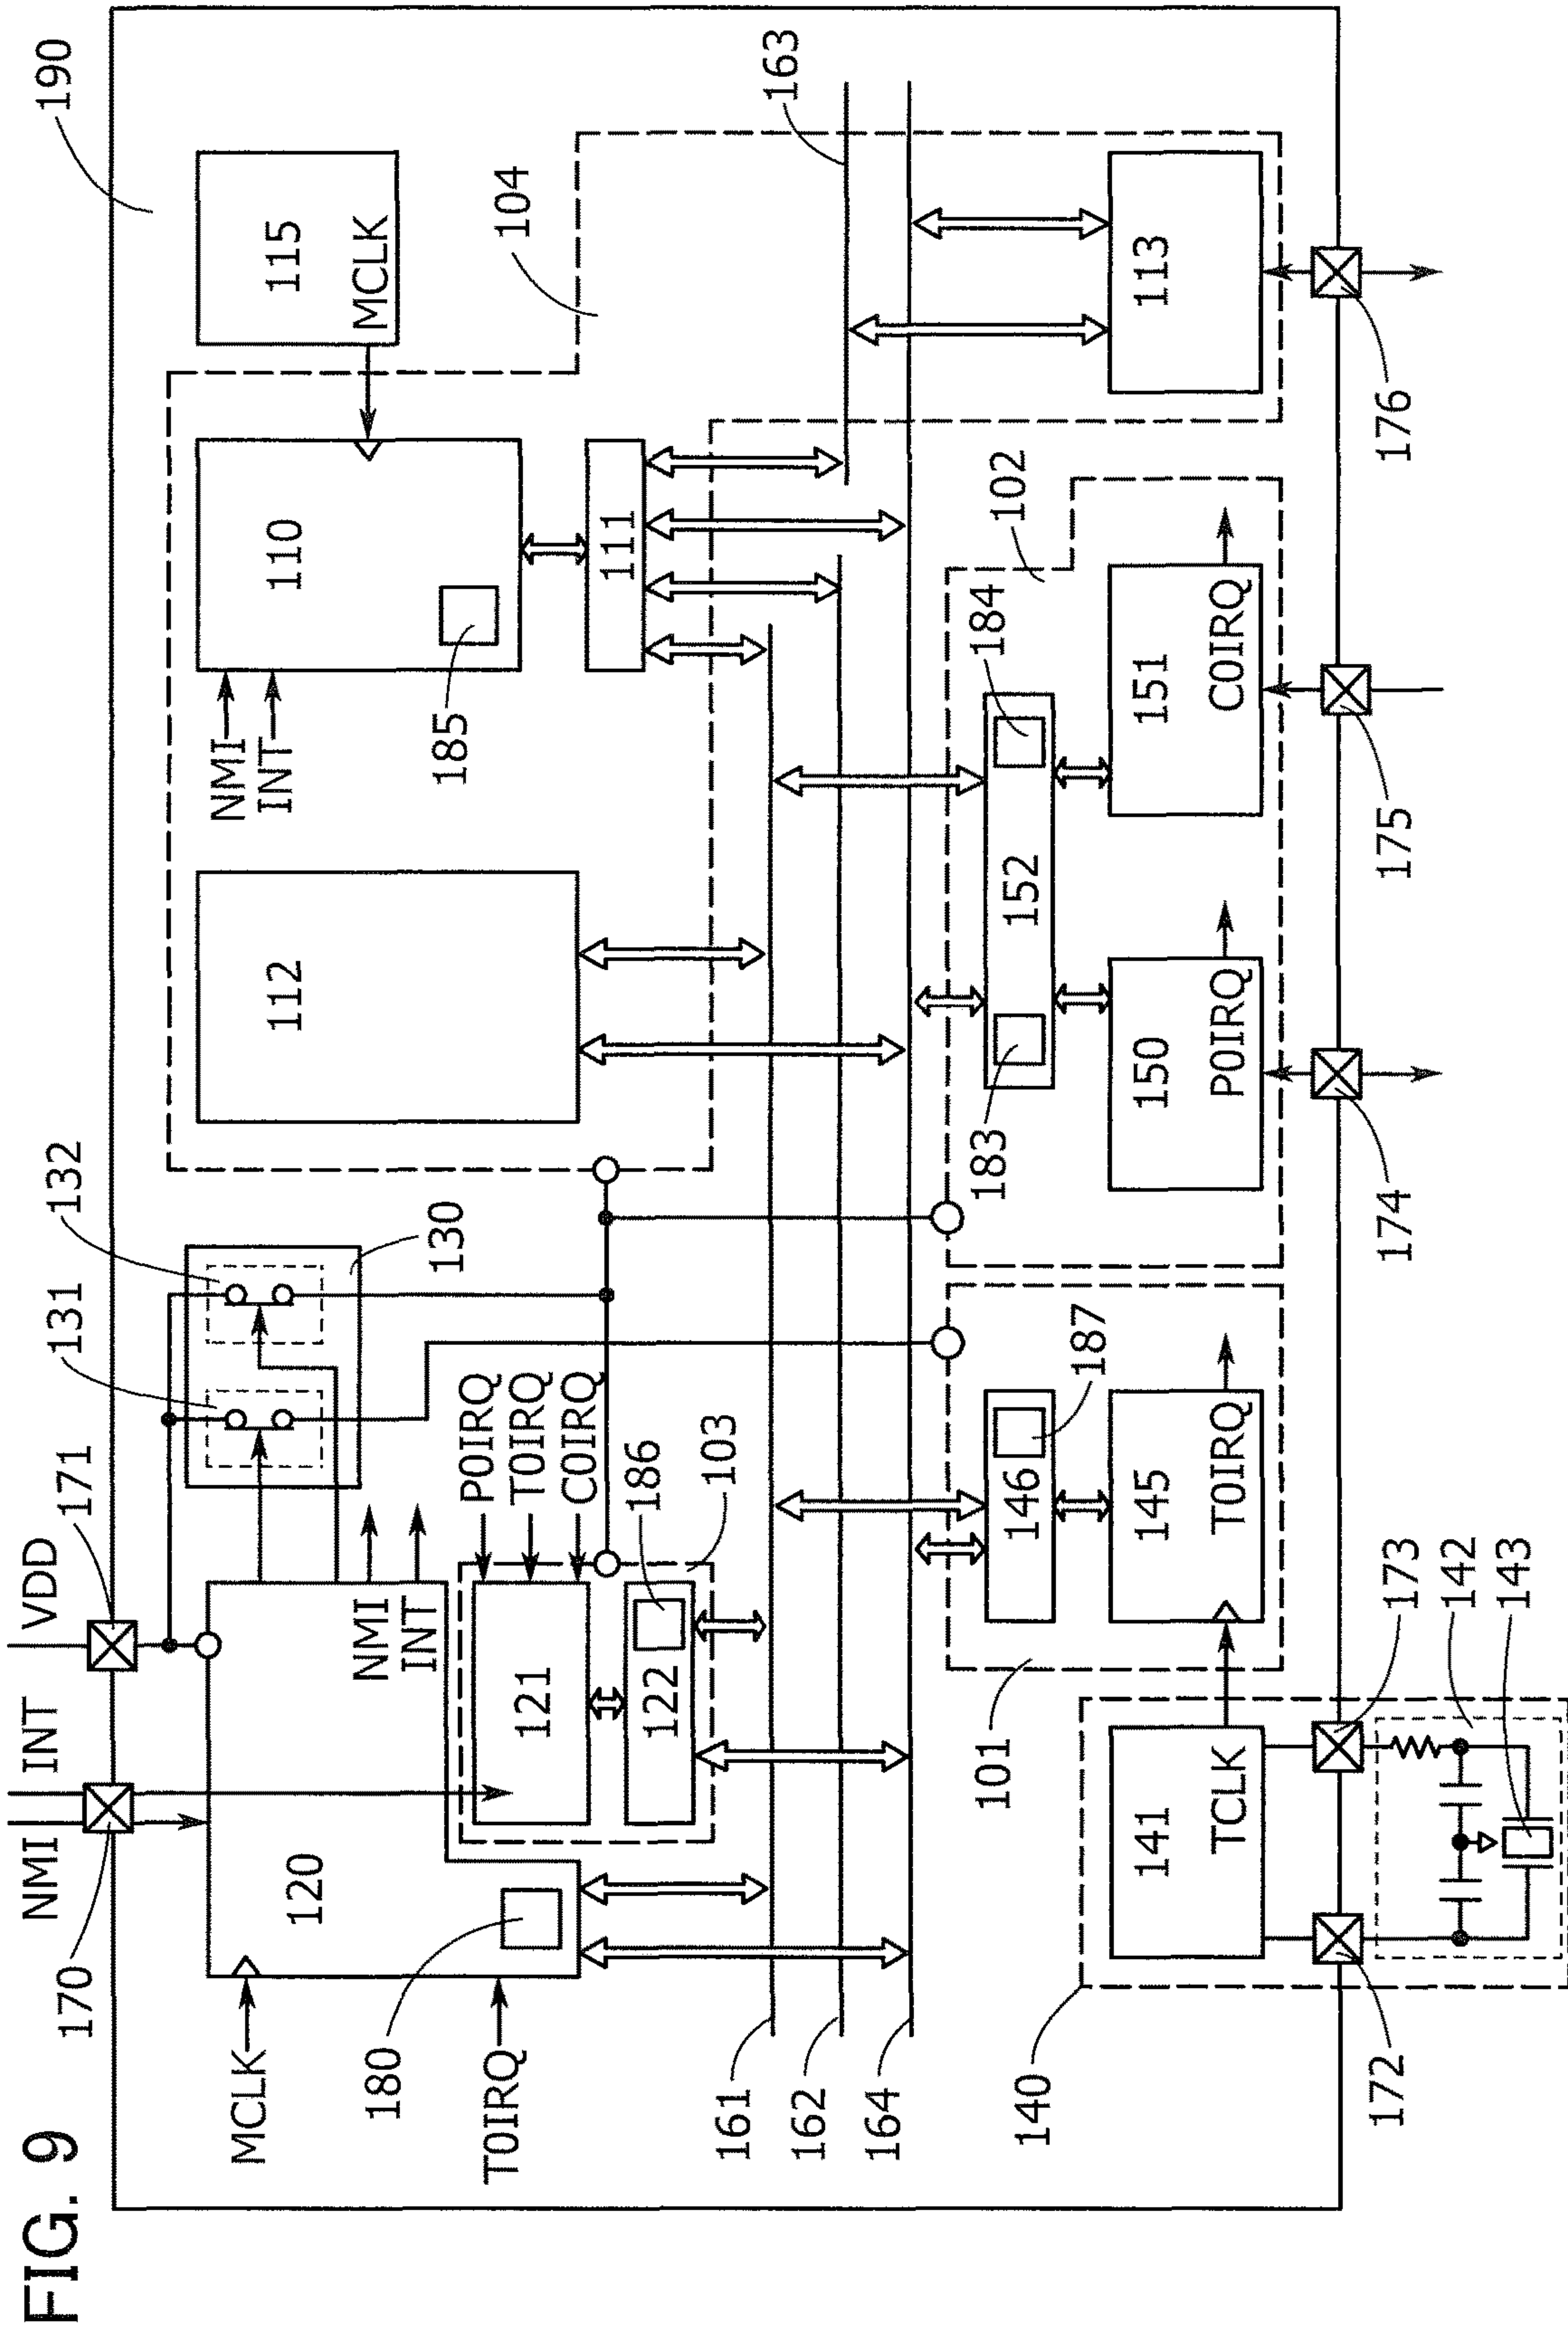 FIG. 9
NMI INT VDD
170
171
131
132
130
190
MCLK
120
180
T0IRQ
NMI
INT
P0IRQ
T0IRQ
C0IRQ
121
122
186
103
112
NMI
INT
110
185
111
115
MCLK
104
161
162
164
163
101
146
187
145
T0IRQ
102
152
183
184
150
P0IRQ
151
C0IRQ
113
140
141
TCLK
172
173
142
143
174
175
176